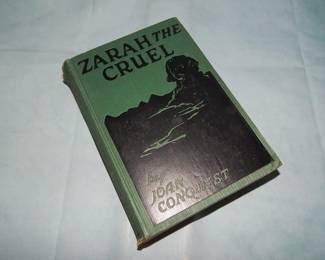 ZARAH THE
CRUEL
by
JOAN
CONQUEST